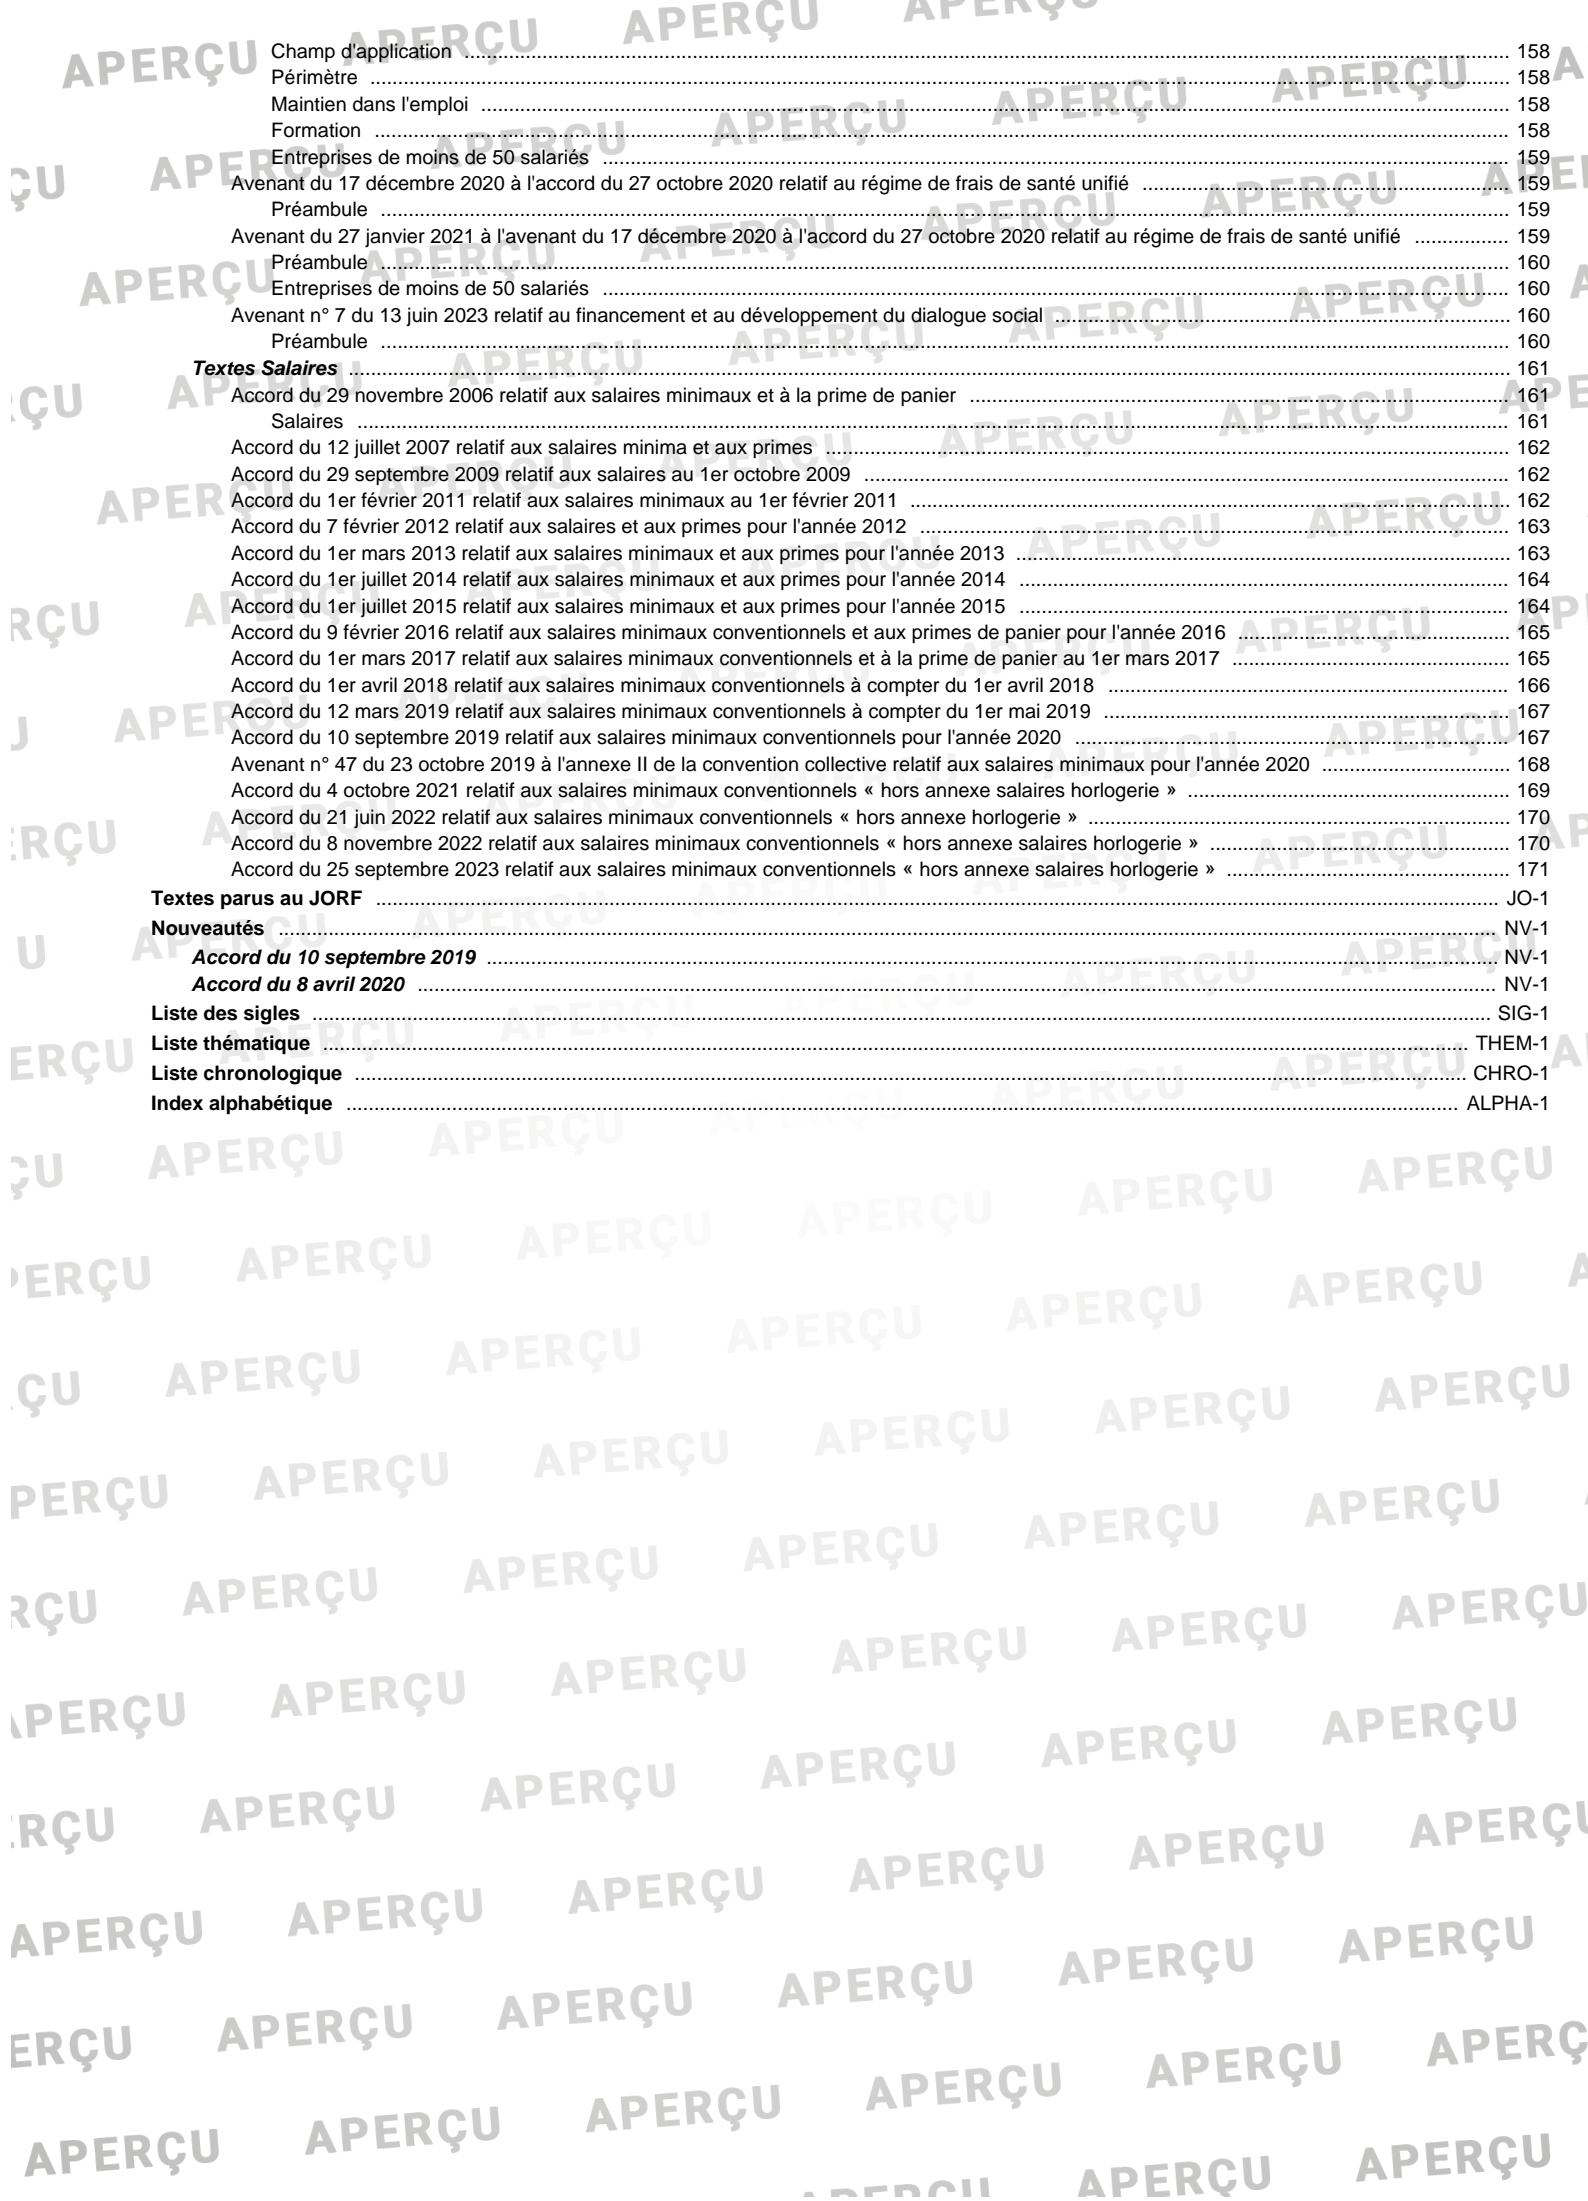 Champ d'application ........ 158
Périmètre ........ 158
Maintien dans l'emploi ........ 158
Formation ........ 158
Entreprises de moins de 50 salariés ........ 159
Avenant du 17 décembre 2020 à l'accord du 27 octobre 2020 relatif au régime de frais de santé unifié ........ 159
Préambule ........ 159
Avenant du 27 janvier 2021 à l'avenant du 17 décembre 2020 à l'accord du 27 octobre 2020 relatif au régime de frais de santé unifié ........ 159
Préambule ........ 160
Entreprises de moins de 50 salariés ........ 160
Avenant n° 7 du 13 juin 2023 relatif au financement et au développement du dialogue social ........ 160
Préambule ........ 160
Textes Salaires ........ 161
Accord du 29 novembre 2006 relatif aux salaires minimaux et à la prime de panier ........ 161
Salaires ........ 161
Accord du 12 juillet 2007 relatif aux salaires minima et aux primes ........ 162
Accord du 29 septembre 2009 relatif aux salaires au 1er octobre 2009 ........ 162
Accord du 1er février 2011 relatif aux salaires minimaux au 1er février 2011 ........ 162
Accord du 7 février 2012 relatif aux salaires et aux primes pour l'année 2012 ........ 163
Accord du 1er mars 2013 relatif aux salaires minimaux et aux primes pour l'année 2013 ........ 163
Accord du 1er juillet 2014 relatif aux salaires minimaux et aux primes pour l'année 2014 ........ 164
Accord du 1er juillet 2015 relatif aux salaires minimaux et aux primes pour l'année 2015 ........ 164
Accord du 9 février 2016 relatif aux salaires minimaux conventionnels et aux primes de panier pour l'année 2016 ........ 165
Accord du 1er mars 2017 relatif aux salaires minimaux conventionnels et à la prime de panier au 1er mars 2017 ........ 165
Accord du 1er avril 2018 relatif aux salaires minimaux conventionnels à compter du 1er avril 2018 ........ 166
Accord du 12 mars 2019 relatif aux salaires minimaux conventionnels à compter du 1er mai 2019 ........ 167
Accord du 10 septembre 2019 relatif aux salaires minimaux conventionnels pour l'année 2020 ........ 167
Avenant n° 47 du 23 octobre 2019 à l'annexe II de la convention collective relatif aux salaires minimaux pour l'année 2020 ........ 168
Accord du 4 octobre 2021 relatif aux salaires minimaux conventionnels « hors annexe salaires horlogerie » ........ 169
Accord du 21 juin 2022 relatif aux salaires minimaux conventionnels « hors annexe horlogerie » ........ 170
Accord du 8 novembre 2022 relatif aux salaires minimaux conventionnels « hors annexe salaires horlogerie » ........ 170
Accord du 25 septembre 2023 relatif aux salaires minimaux conventionnels « hors annexe salaires horlogerie » ........ 171
Textes parus au JORF ........ JO-1
Nouveautés ........ NV-1
Accord du 10 septembre 2019 ........ NV-1
Accord du 8 avril 2020 ........ NV-1
Liste des sigles ........ SIG-1
Liste thématique ........ THEM-1
Liste chronologique ........ CHRO-1
Index alphabétique ........ ALPHA-1
APERÇU